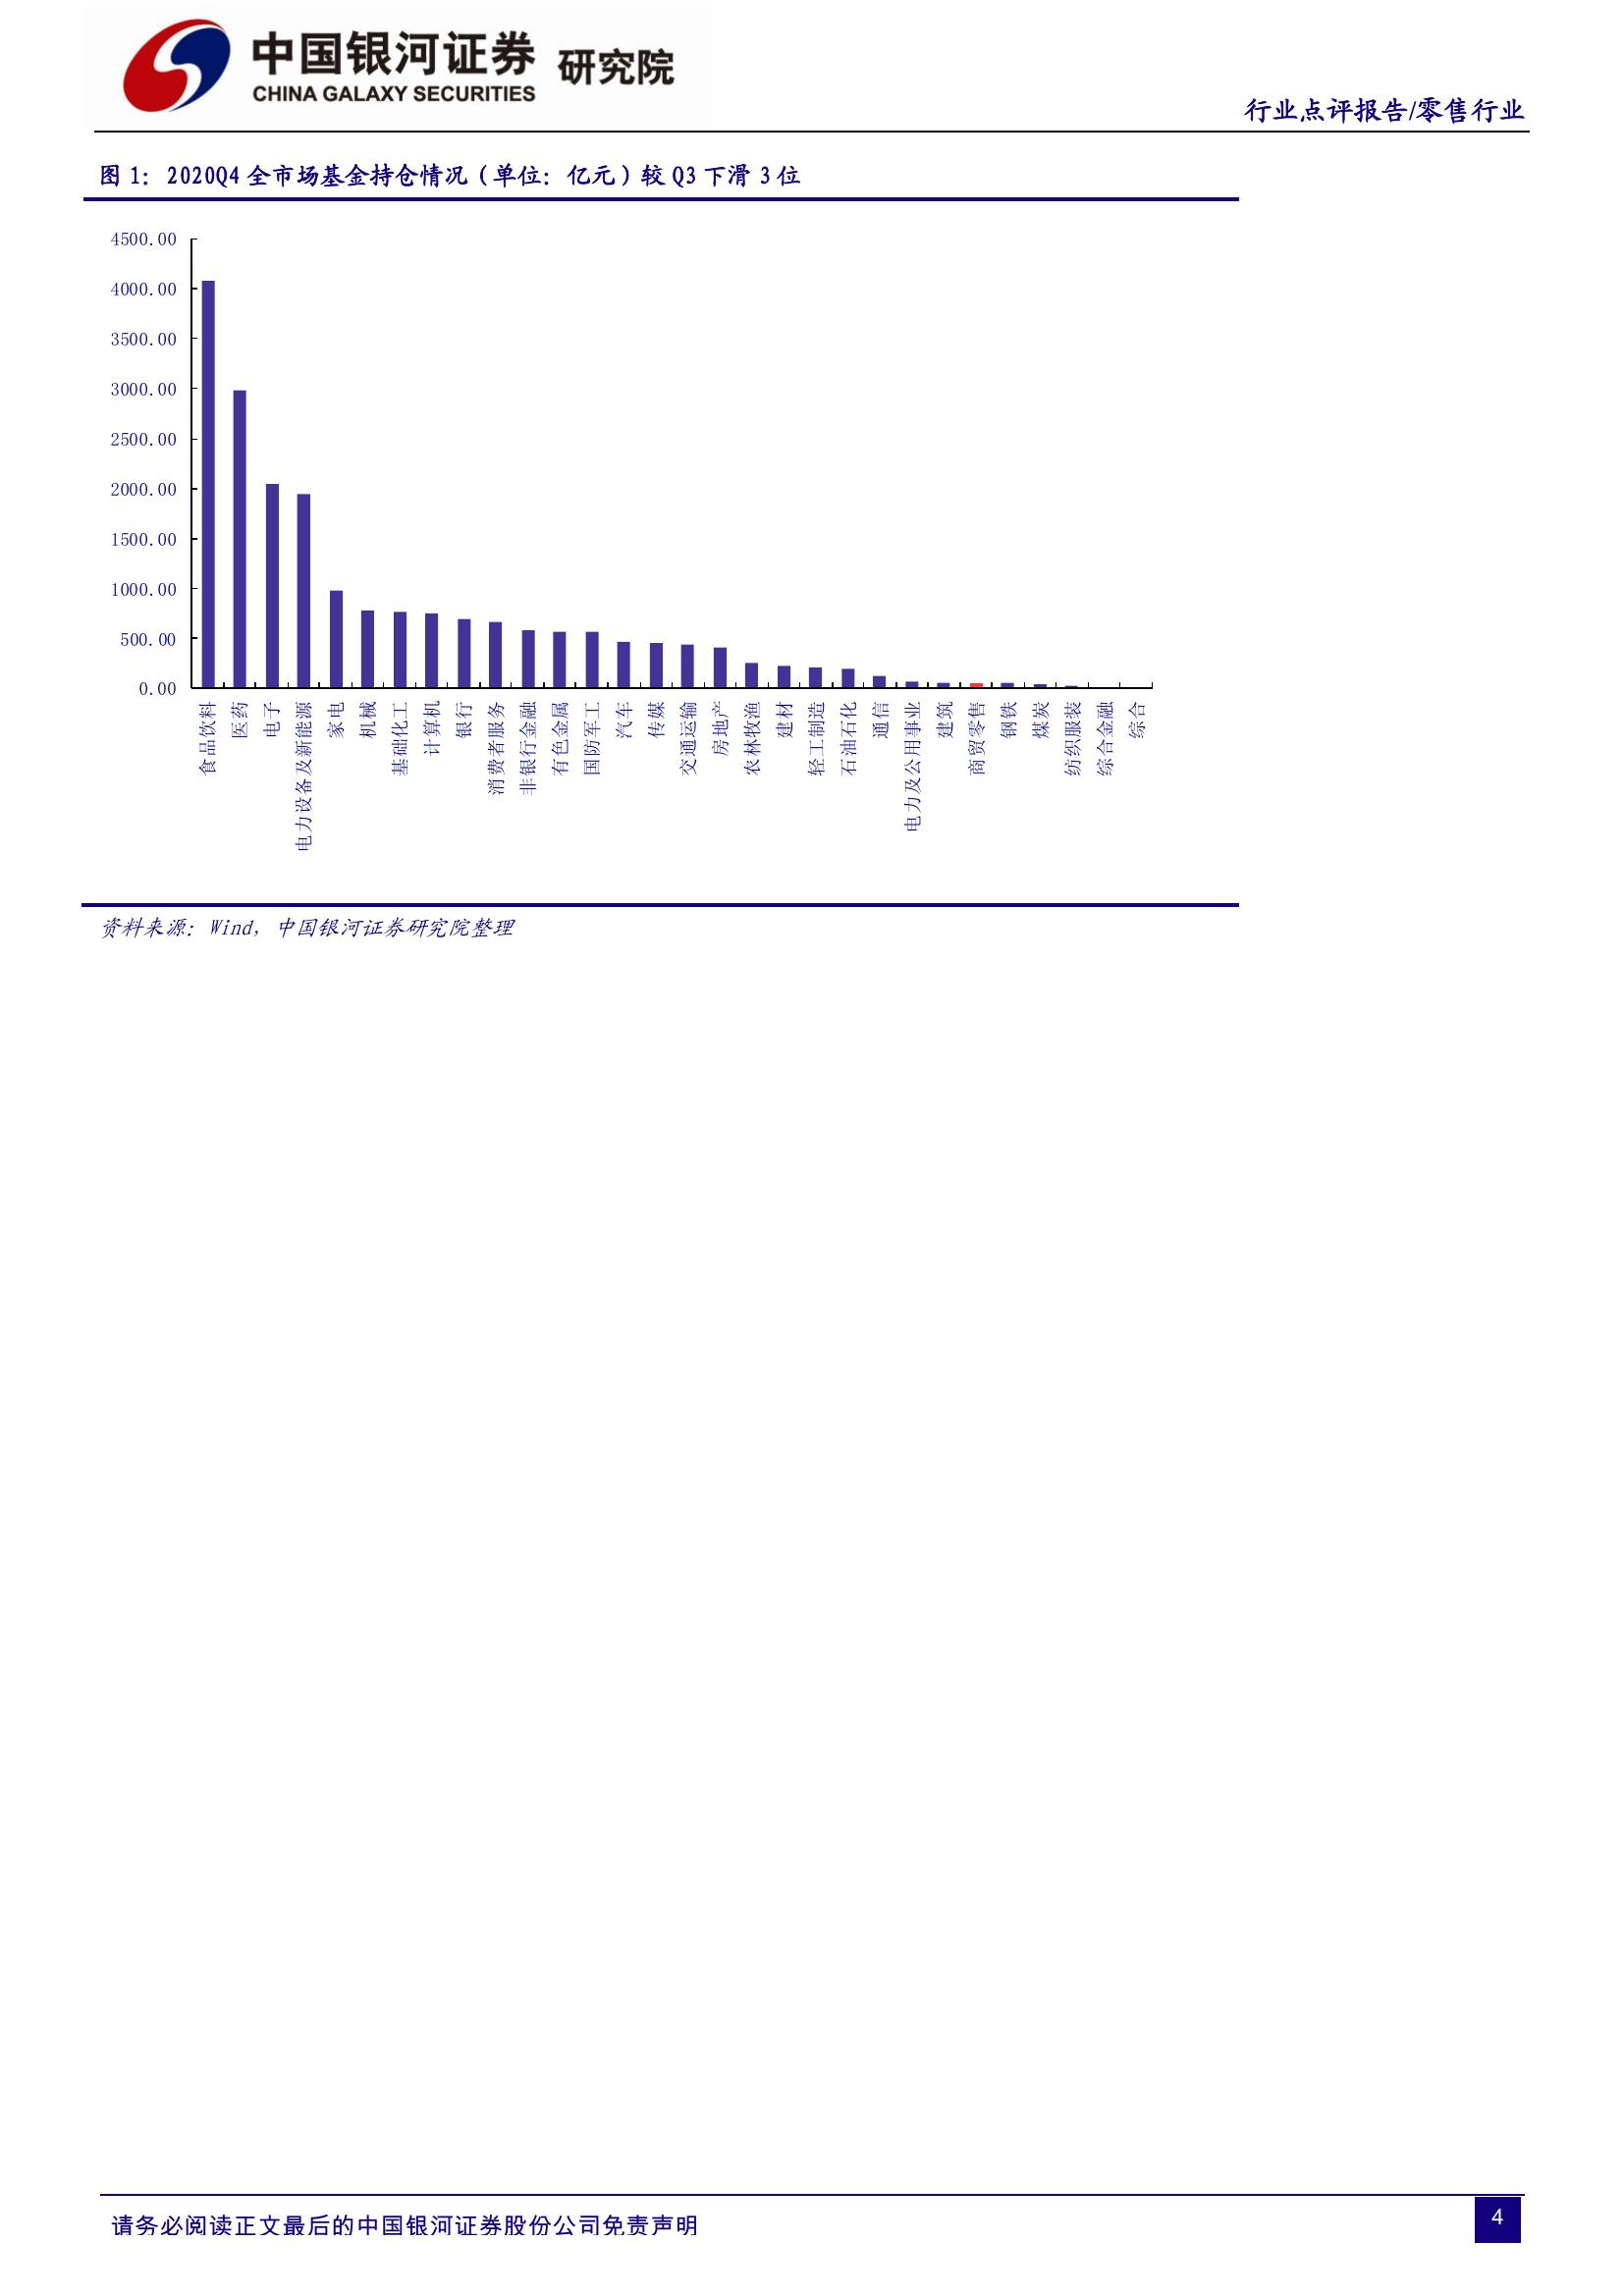 中国银河证券 研究院
CHINA GALAXY SECURITIES
行业点评报告/零售行业
图 1: 2020Q4 全市场基金持仓情况（单位：亿元）较 Q3 下滑 3 位
4500.00
4000.00
3500.00
3000.00
2500.00
2000.00
1500.00
1000.00
500.00
0.00
食品饮料
医药
电子
电力设备及新能源
家电
机械
基础化工
计算机
银行
消费者服务
非银行金融
有色金属
国防军工
汽车
传媒
交通运输
房地产
农林牧渔
建材
轻工制造
石油石化
通信
电力及公用事业
建筑
商贸零售
钢铁
煤炭
纺织服装
综合金融
综合
资料来源：Wind，中国银河证券研究院整理
请务必阅读正文最后的中国银河证券股份公司免责声明
4